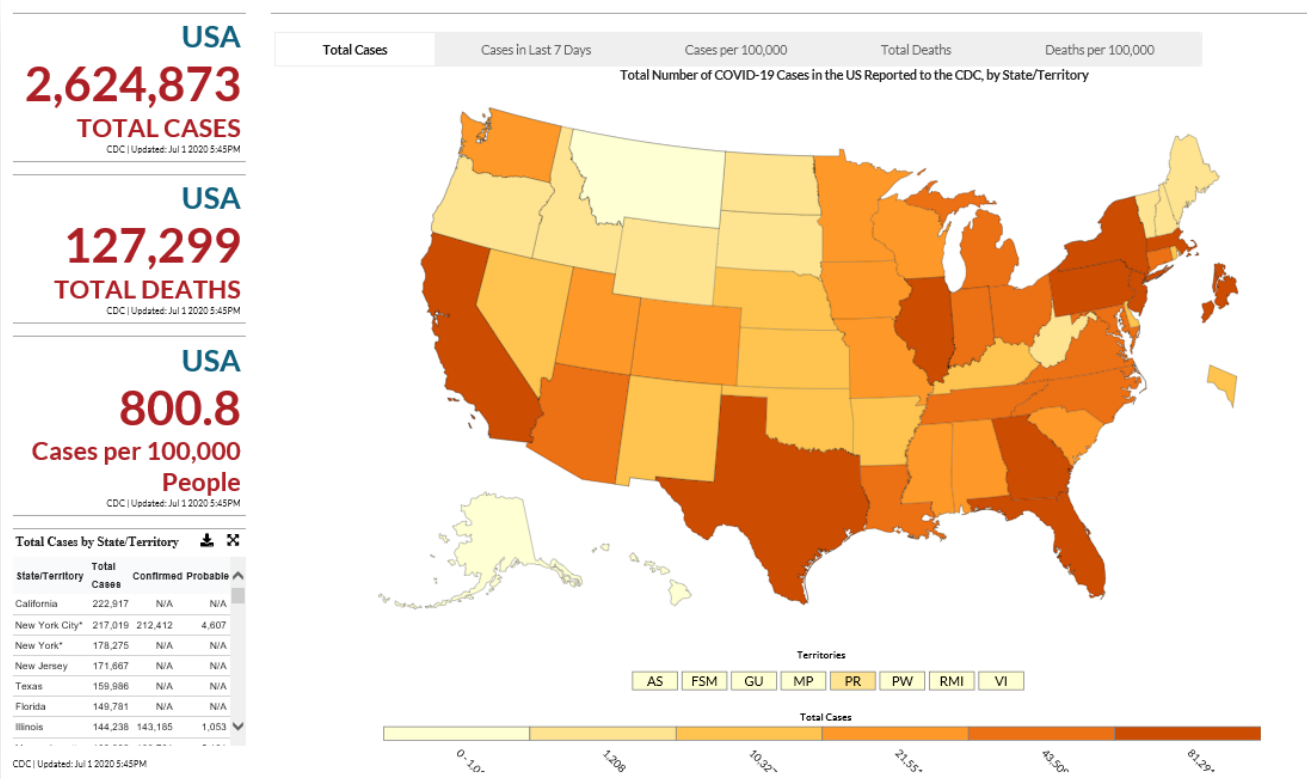 USA
2,624,873
TOTAL CASES
CDC | Updated: Jul 1 2020 5:45PM
USA
127,299
TOTAL DEATHS
CDC | Updated: Jul 1 2020 5:45PM
USA
800.8
Cases per 100,000
People
CDC | Updated: Jul 1 2020 5:45PM
Total Cases by State/Territory
State/Territory Total Cases Confirmed Probable
California 222,917 N/A N/A
New York City* 217,019 212,412 4,607
New York* 178,275 N/A N/A
New Jersey 171,667 N/A N/A
Texas 159,986 N/A N/A
Florida 149,781 N/A N/A
Illinois 144,238 143,185 1,053
CDC | Updated: Jul 1 2020 5:45PM
Total Cases Cases in Last 7 Days Cases per 100,000 Total Deaths Deaths per 100,000
Total Number of COVID-19 Cases in the US Reported to the CDC, by State/Territory
Territories
AS FSM GU MP PR PW RMI VI
Total Cases